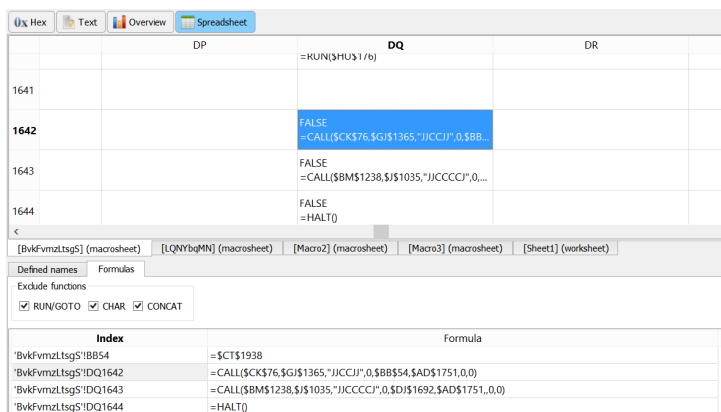 0x Hex Text Overview Spreadsheet
DP DQ DR
=RUN($HU$176)
1641
1642
FALSE
=CALL($CK$76,$GJ$1365,"JJCCJJ",0,$BB...
1643
FALSE
=CALL($BM$1238,$J$1035,"JJCCCCJ",0,...
1644
FALSE
=HALT()
[BvkFvmzLtsgS] (macrosheet) [LQNYbqMN] (macrosheet) [Macro2] (macrosheet) [Macro3] (macrosheet) [Sheet1] (worksheet)
Defined names Formulas
Exclude functions
RUN/GOTO CHAR CONCAT
Index Formula
'BvkFvmzLtsgS'!BB54 =$CT$1938
'BvkFvmzLtsgS'!DQ1642 =CALL($CK$76,$GJ$1365,"JJCCJJ",0,$BB$54,$AD$1751,0,0)
'BvkFvmzLtsgS'!DQ1643 =CALL($BM$1238,$J$1035,"JJCCCCJ",0,$DJ$1692,$AD$1751,,0,0)
'BvkFvmzLtsgS'!DQ1644 =HALT()